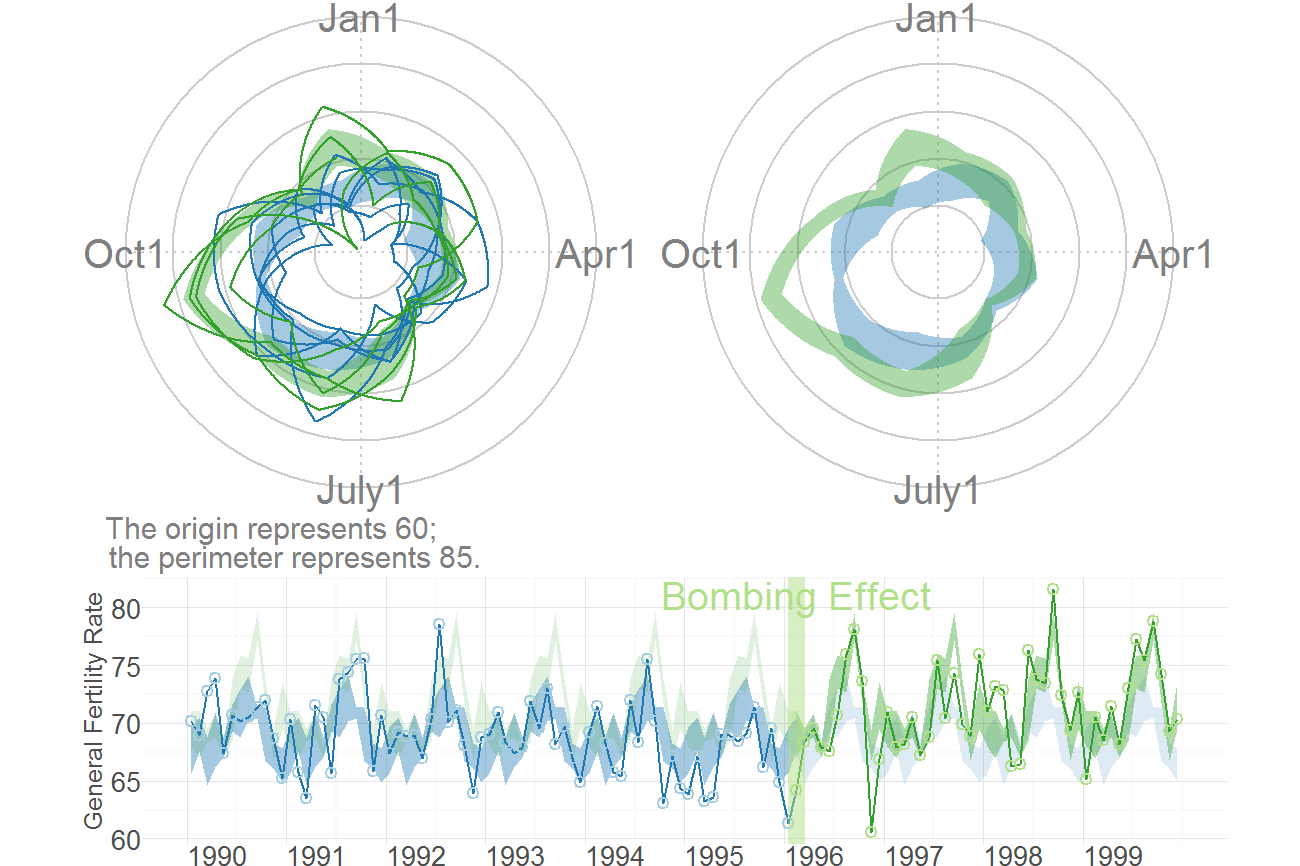 Jan1
Jan1
Oct1
Apr1
Oct1
Apr1
July1
July1
The origin represents 60;
the perimeter represents 85.
General Fertility Rate
Bombing Effect
80
75
70
65
60
1990 1991 1992 1993 1994 1995 1996 1997 1998 1999